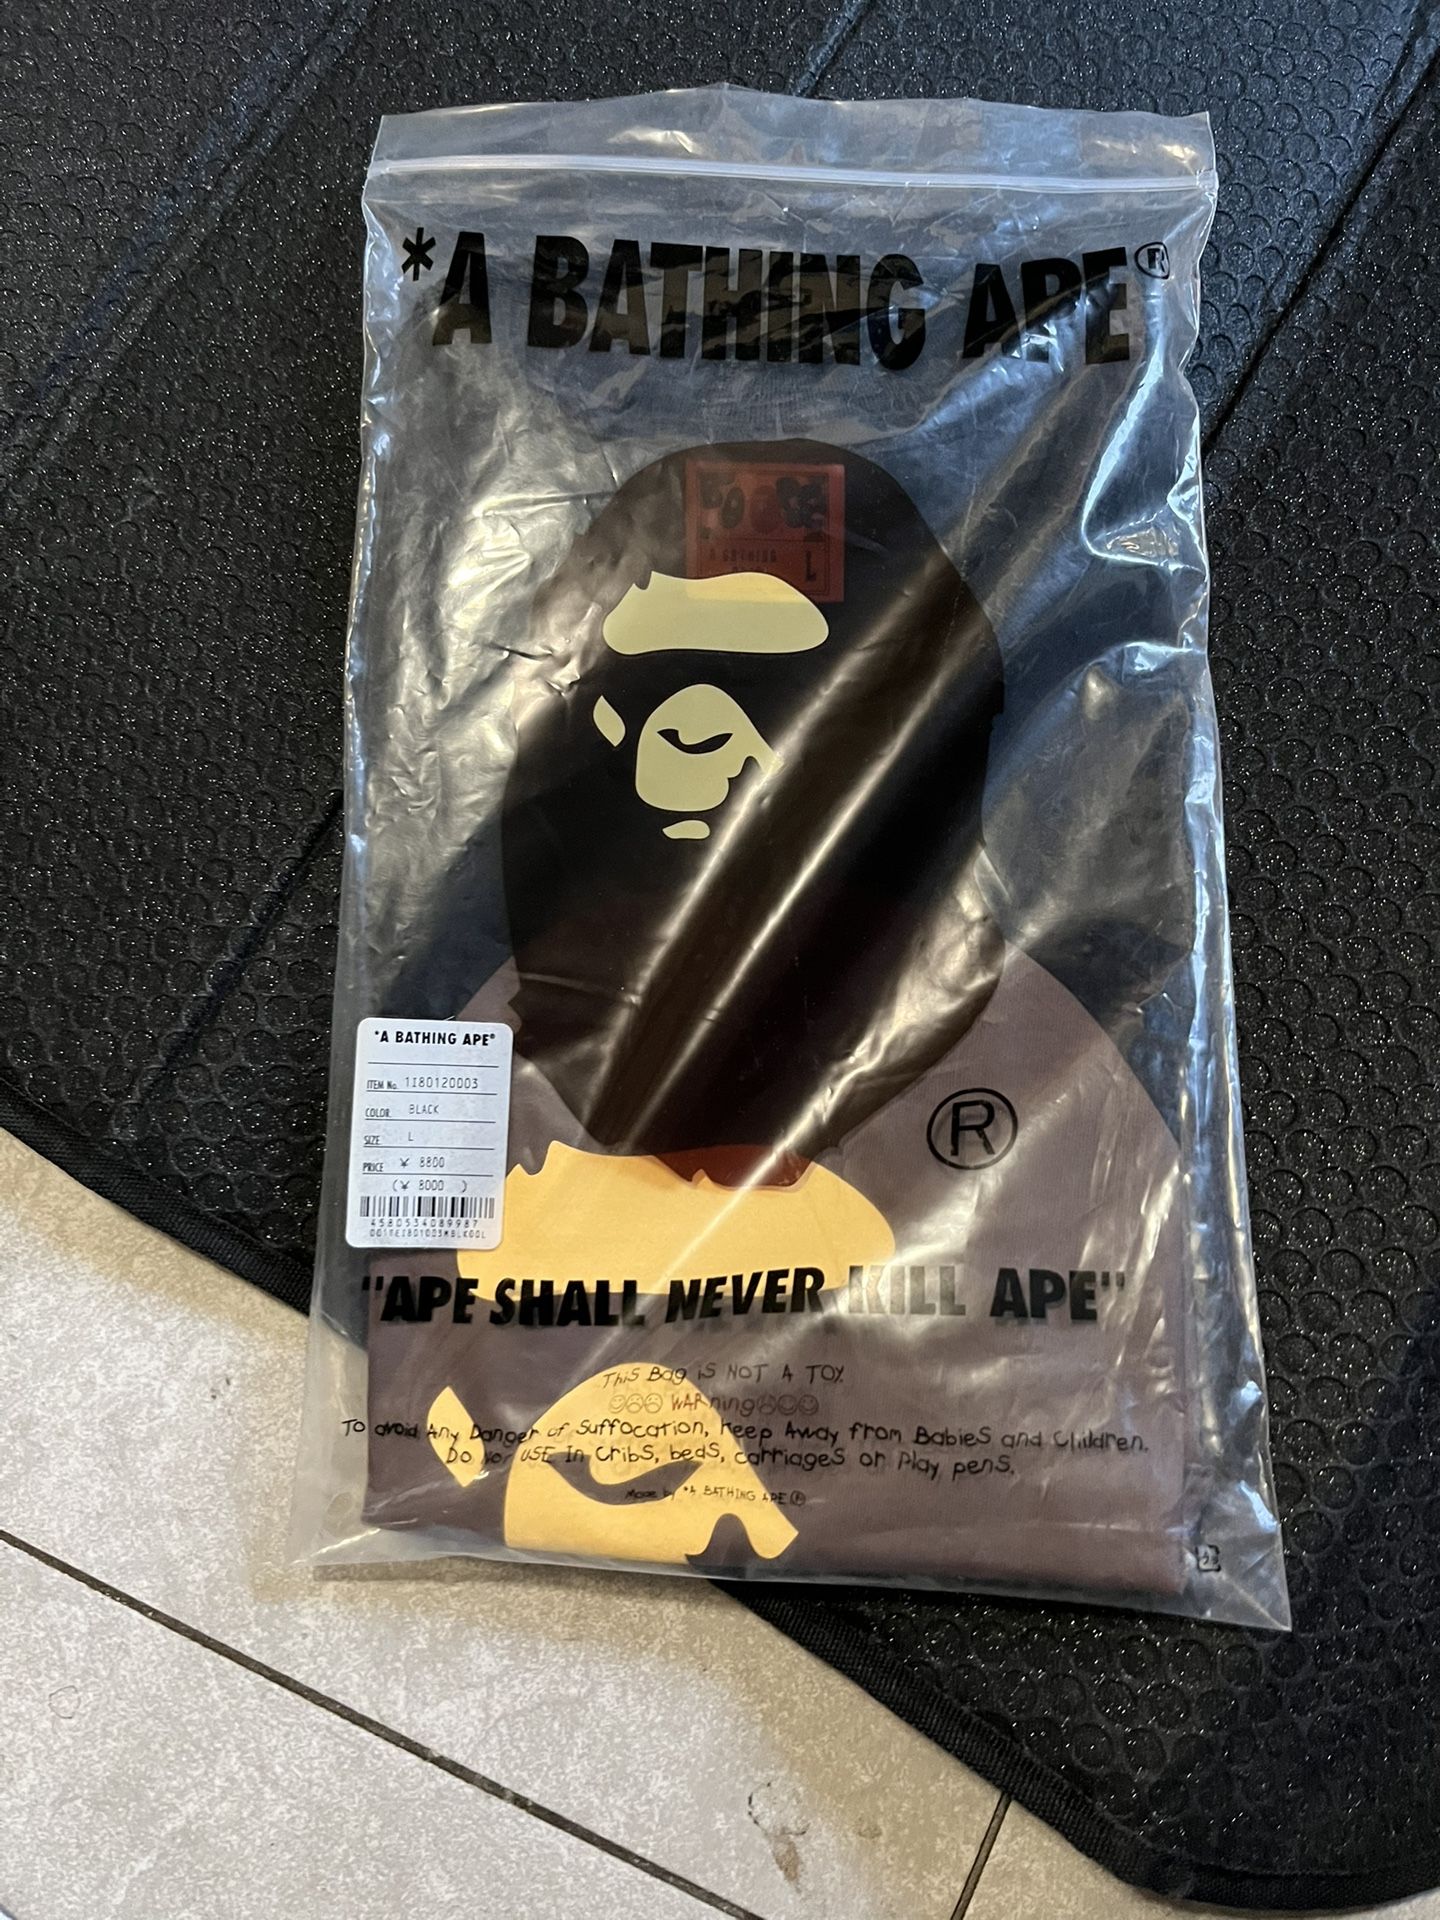 *A BATHING APE®
A BATHING
L
*A BATHING APE®
ITEM No. 1I80120003
COLOR BLACK
SIZE L
PRICE ¥ 8800
(¥ 8000 )
4580534089987
®
"APE SHALL NEVER KILL APE"
This Bag iS NOT A TOY.
WARning
To avoid Any Danger of Suffocation, Keep Away from BabieS and Children.
Do Not USE In CribS, bedS, carriageS or Play penS.
Made by *A BATHING APE®